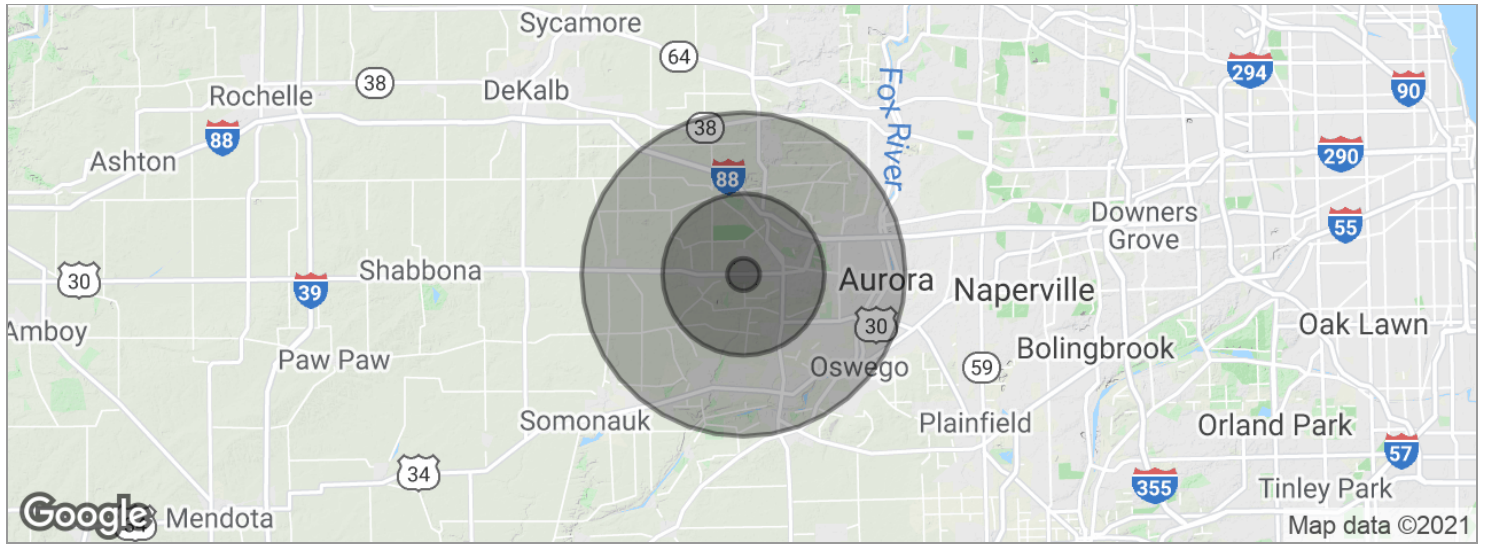 Sycamore
64
294
90
38
DeKalb
Rochelle
Fox River
38
88
Ashton
290
88
Downers
Grove
55
30
Shabbona
39
Aurora
Naperville
Amboy
30
Oak Lawn
Paw Paw
Bolingbrook
Oswego
59
Somonauk
Plainfield
Orland Park
57
34
355
Tinley Park
Google
Mendota
Map data ©2021